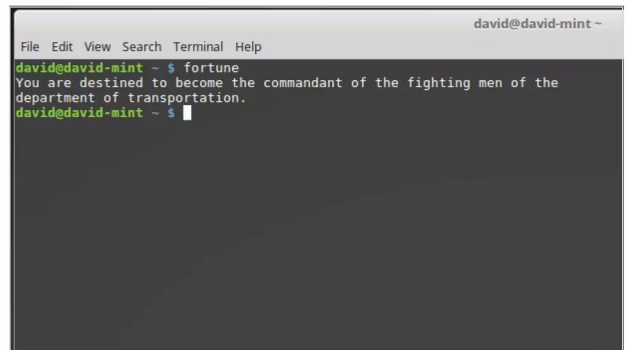 david@david-mint ~
File Edit View Search Terminal Help
david@david-mint ~ $ fortune
You are destined to become the commandant of the fighting men of the
department of transportation.
david@david-mint ~ $